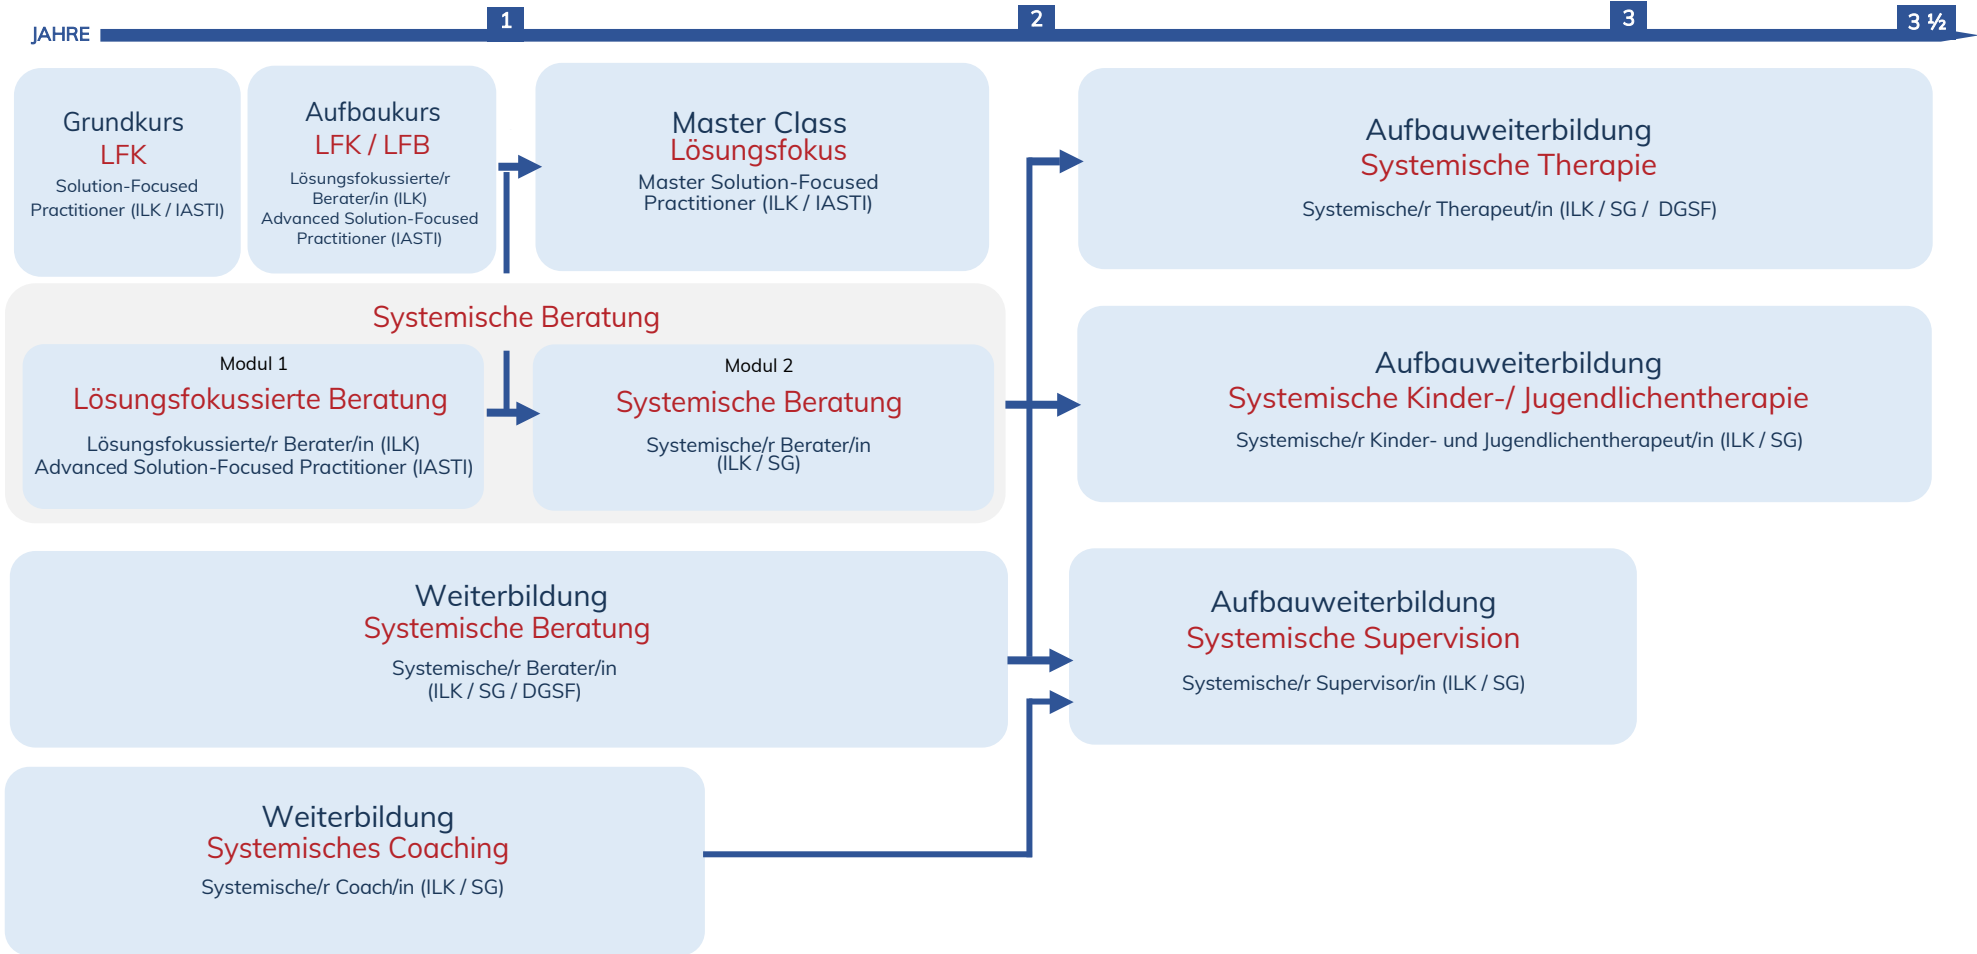 JAHRE
1
2
3
3 ½
Grundkurs
LFK
Solution-Focused
Practitioner (ILK / IASTI)
Aufbaukurs
LFK / LFB
Lösungsfokussierte/r
Berater/in (ILK)
Advanced Solution-Focused
Practitioner (IASTI)
Master Class
Lösungsfokus
Master Solution-Focused
Practitioner (ILK / IASTI)
Aufbauweiterbildung
Systemische Therapie
Systemische/r Therapeut/in (ILK / SG / DGSF)
Systemische Beratung
Modul 1
Lösungsfokussierte Beratung
Lösungsfokussierte/r Berater/in (ILK)
Advanced Solution-Focused Practitioner (IASTI)
Modul 2
Systemische Beratung
Systemische/r Berater/in
(ILK / SG)
Aufbauweiterbildung
Systemische Kinder-/ Jugendlichentherapie
Systemische/r Kinder- und Jugendlichentherapeut/in (ILK / SG)
Weiterbildung
Systemische Beratung
Systemische/r Berater/in
(ILK / SG / DGSF)
Aufbauweiterbildung
Systemische Supervision
Systemische/r Supervisor/in (ILK / SG)
Weiterbildung
Systemisches Coaching
Systemische/r Coach/in (ILK / SG)